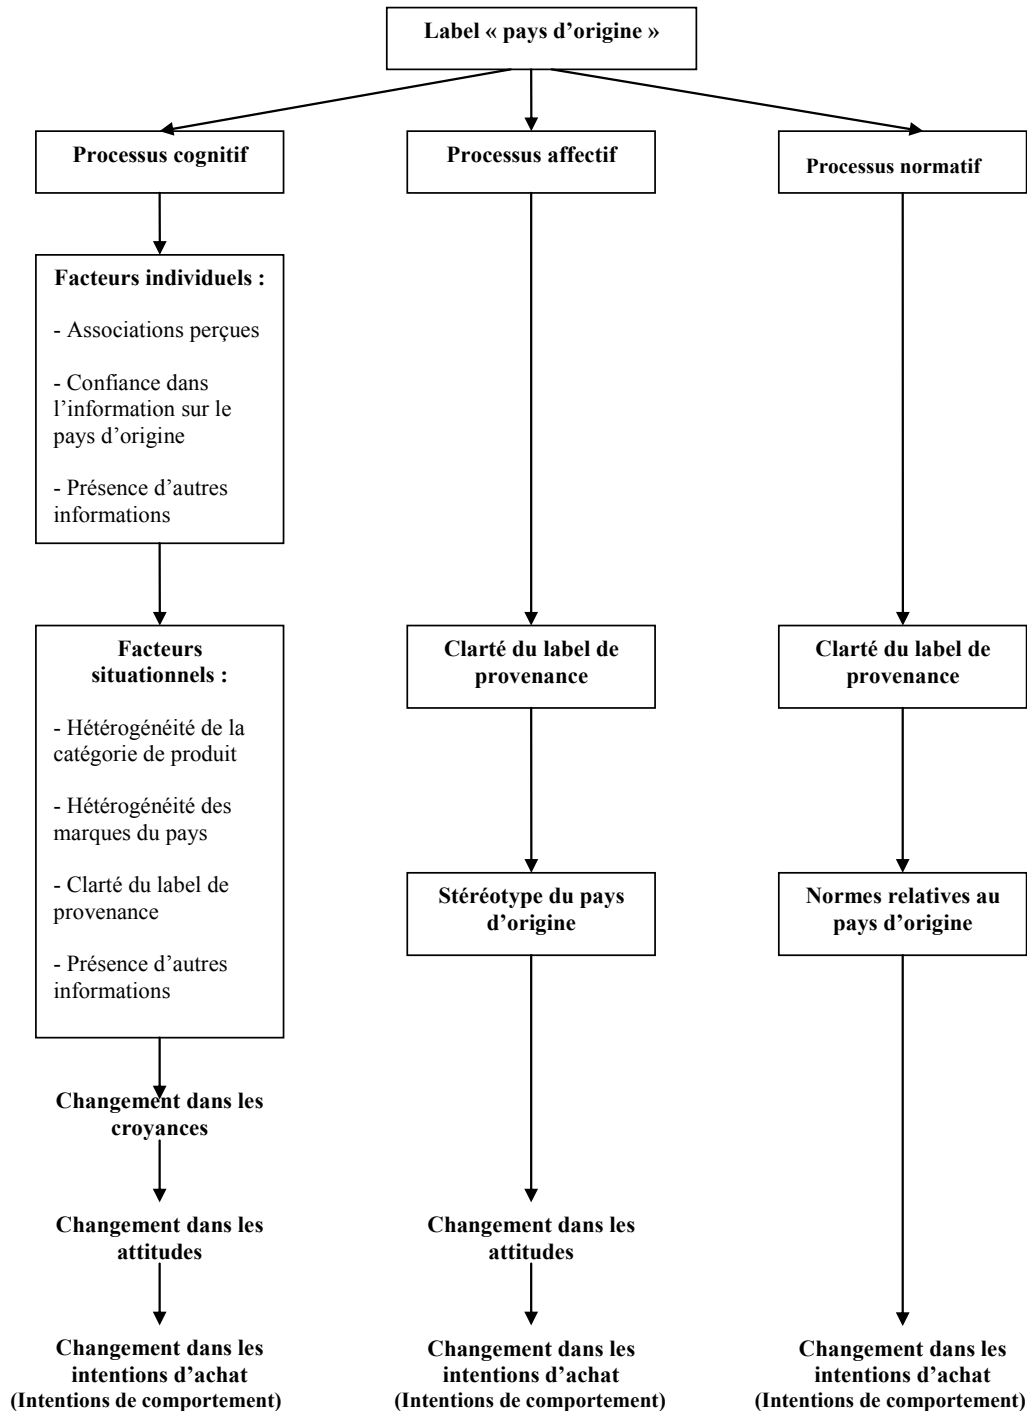 Label « pays d’origine »
Processus cognitif
Processus affectif
Processus normatif
Facteurs individuels :
- Associations perçues
- Confiance dans
l’information sur le
pays d’origine
- Présence d’autres
informations
Facteurs
situationnels :
- Hétérogénéité de la
catégorie de produit
- Hétérogénéité des
marques du pays
- Clarté du label de
provenance
- Présence d’autres
informations
Clarté du label de
provenance
Clarté du label de
provenance
Stéréotype du pays
d’origine
Normes relatives au
pays d’origine
Changement dans les
croyances
Changement dans les
attitudes
Changement dans les
attitudes
Changement dans les
intentions d’achat
(Intentions de comportement)
Changement dans les
intentions d’achat
(Intentions de comportement)
Changement dans les
intentions d’achat
(Intentions de comportement)